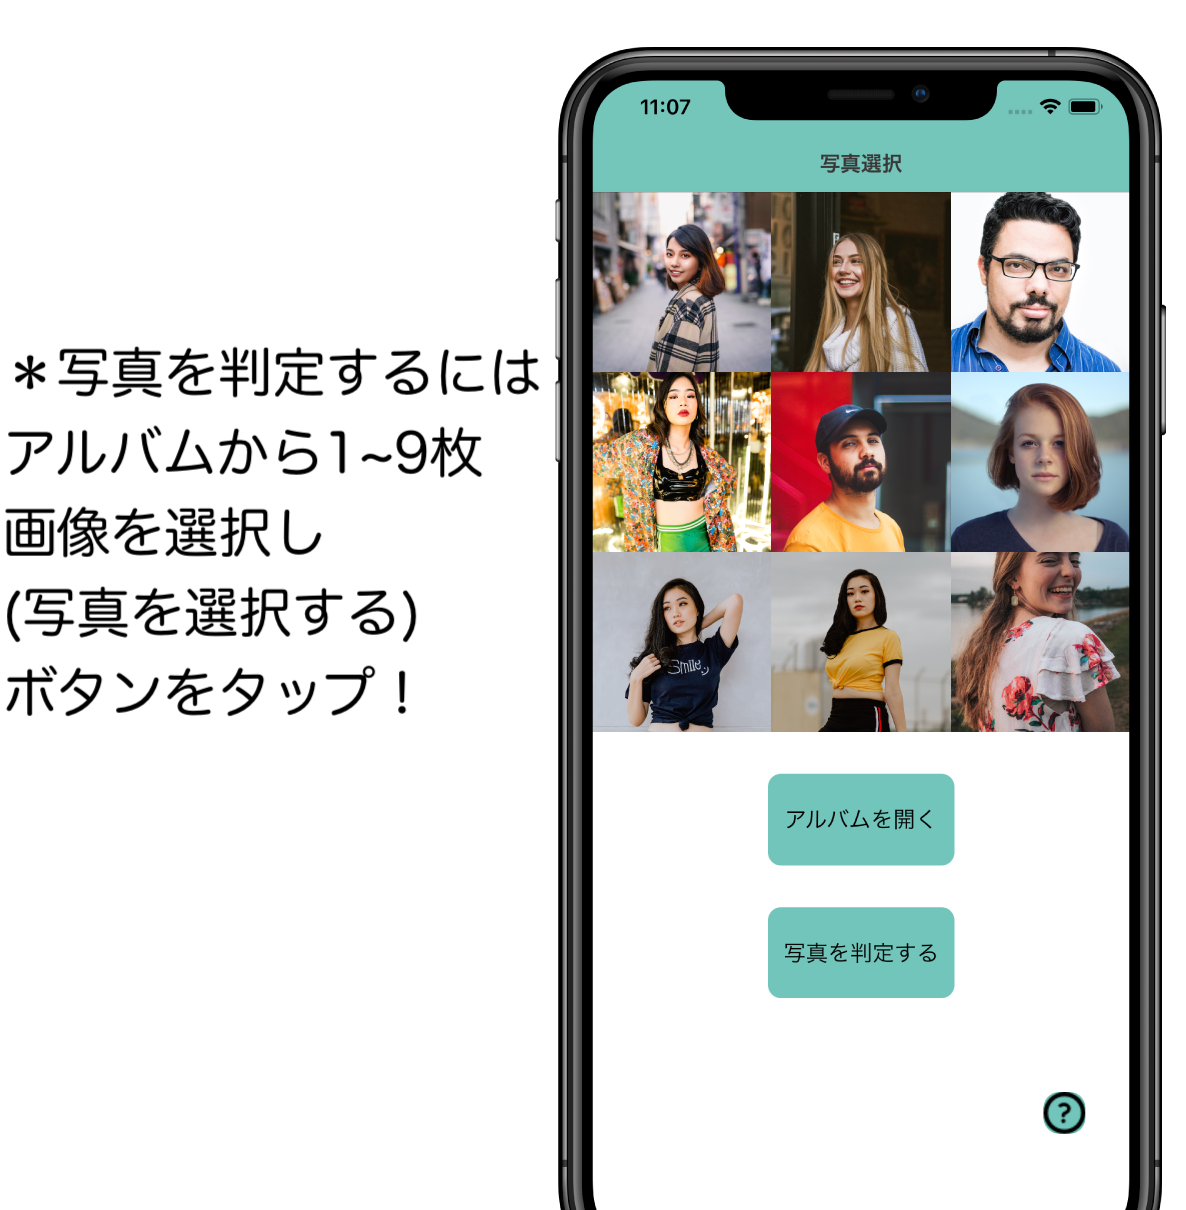 ＊写真を判定するには
アルバムから1~9枚
画像を選択し
(写真を選択する)
ボタンをタップ！
11:07
写真選択
Smile
アルバムを開く
写真を判定する
?